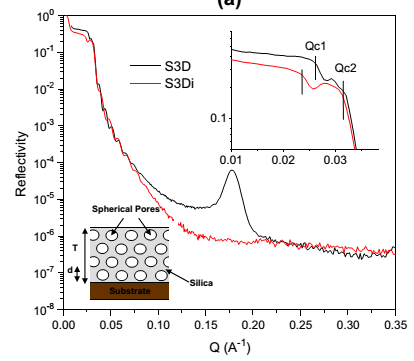 (a)
10⁰
10⁻¹
10⁻²
10⁻³
10⁻⁴
10⁻⁵
10⁻⁶
10⁻⁷
10⁻⁸
Reflectivity
S3D
S3Di
Qc1
Qc2
0.1
0.01 0.02 0.03
Spherical Pores
T
d
Silica
Substrate
0.00 0.05 0.10 0.15 0.20 0.25 0.30 0.35
Q (A⁻¹)